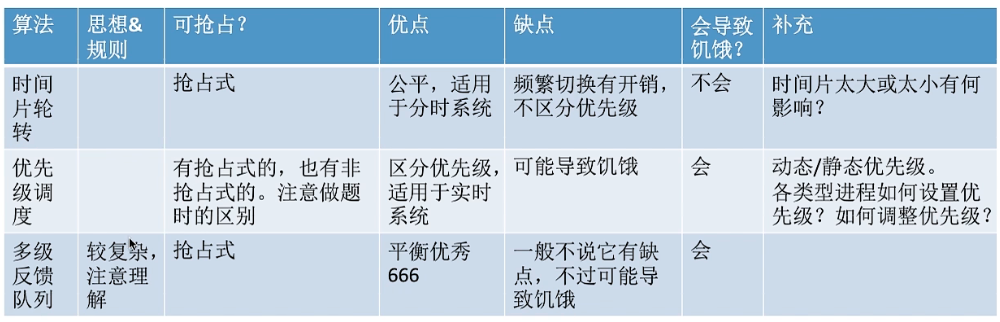 算法
思想&
规则
可抢占？
优点
缺点
会导致
饥饿？
补充
时间
片轮
转
抢占式
公平，适用
于分时系统
频繁切换有开销，
不区分优先级
不会
时间片太大或太小有何
影响？
优先
级调
度
有抢占式的，也有非
抢占式的。注意做题
时的区别
区分优先级，
适用于实时
系统
可能导致饥饿
会
动态/静态优先级。
各类型进程如何设置优
先级？如何调整优先级？
多级
反馈
队列
较复杂，
注意理
解
抢占式
平衡优秀
666
一般不说它有缺
点，不过可能导
致饥饿
会